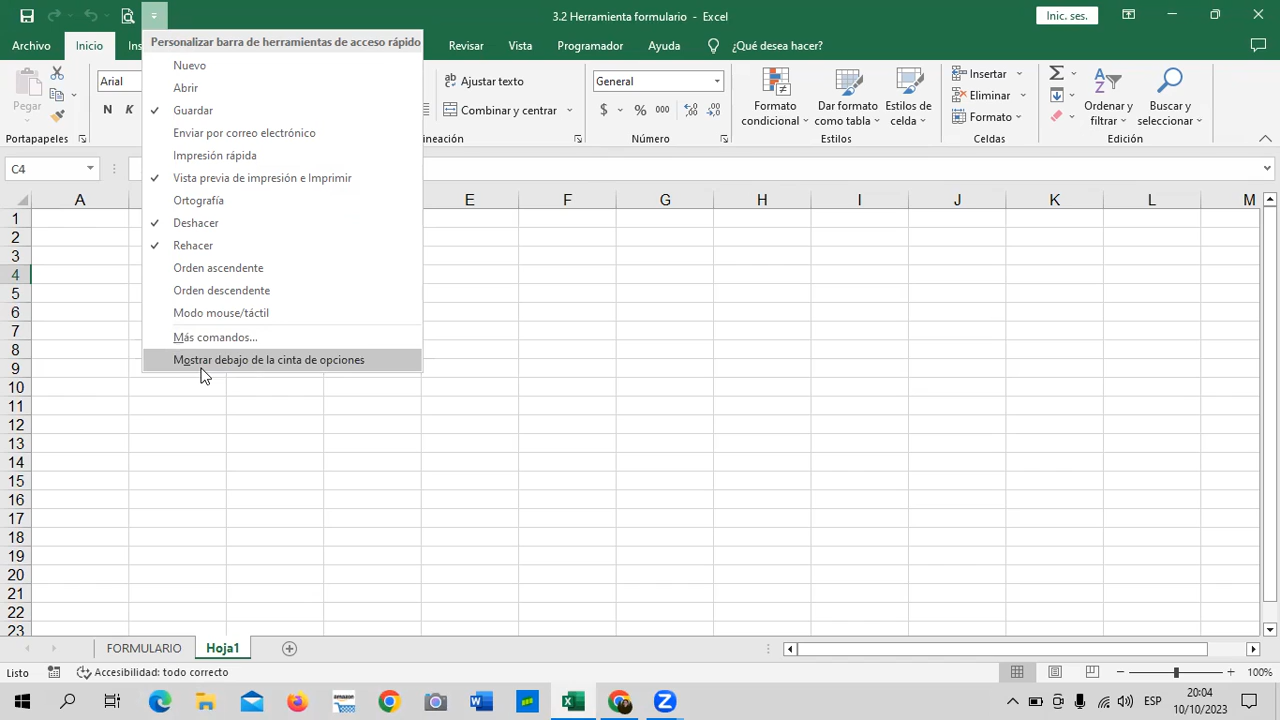 3.2 Herramienta formulario - Excel
Inic. ses.
Archivo
Inicio
Ins
Revisar
Vista
Programador
Ayuda
¿Qué desea hacer?
Personalizar barra de herramientas de acceso rápido
Nuevo
Abrir
Guardar
Enviar por correo electrónico
Impresión rápida
Vista previa de impresión e Imprimir
Ortografía
Deshacer
Rehacer
Orden ascendente
Orden descendente
Modo mouse/táctil
Más comandos...
Mostrar debajo de la cinta de opciones
Pegar
Portapapeles
Arial
N K
ab Ajustar texto
Combinar y centrar
ineación
General
$ % 000
Número
Formato condicional
Dar formato como tabla
Estilos de celda
Estilos
Insertar
Eliminar
Formato
Celdas
Ordenar y filtrar
Buscar y seleccionar
Edición
C4
A E F G H I J K L M
1
2
3
4
5
6
7
8
9
10
11
12
13
14
15
16
17
18
19
20
21
22
23
FORMULARIO
Hoja1
Listo
Accesibilidad: todo correcto
100%
ESP
20:04
10/10/2023